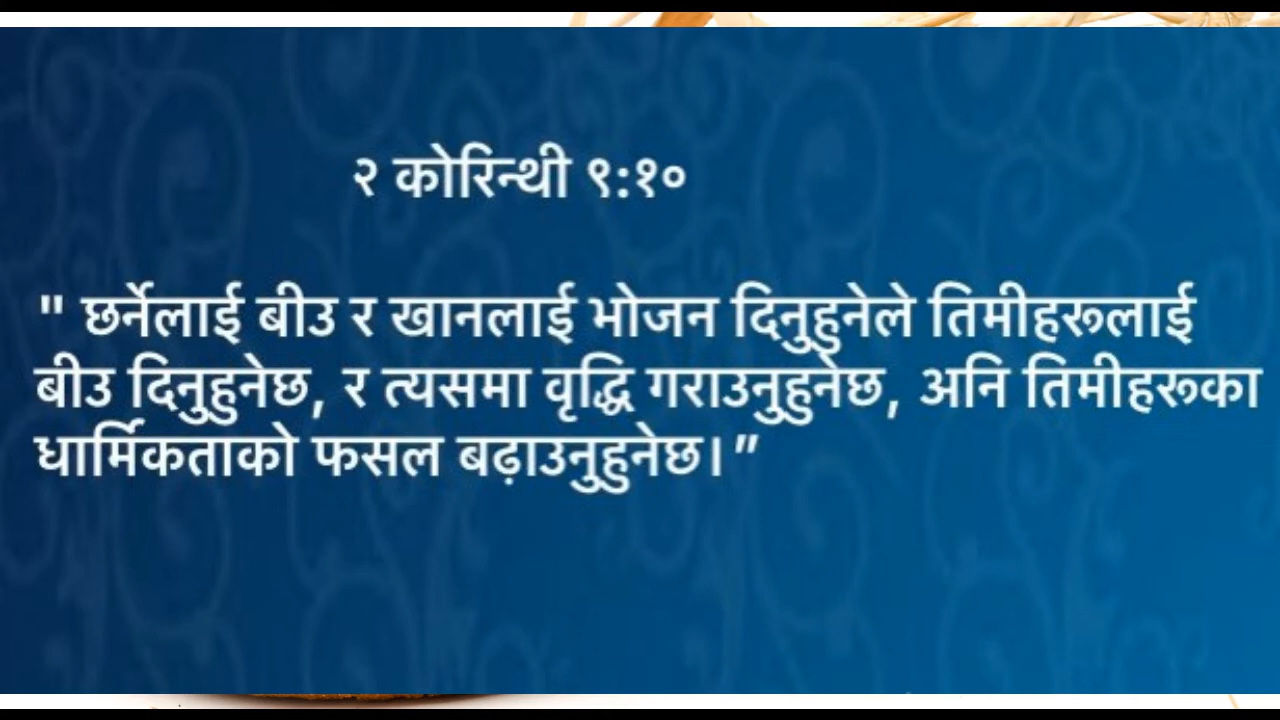 २ कोरिन्थी ९:१०
" छर्नेलाई बीउ र खानलाई भोजन दिनुहुनेले तिमीहरूलाई
बीउ दिनुहुनेछ, र त्यसमा वृद्धि गराउनुहुनेछ, अनि तिमीहरूका
धार्मिकताको फसल बढ़ाउनुहुनेछ।”